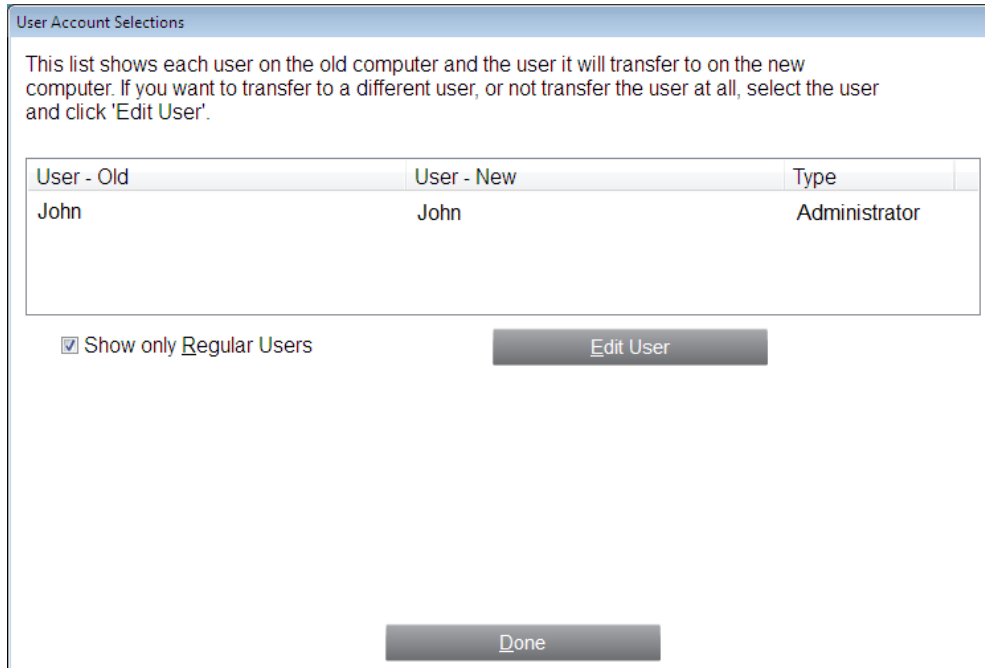 User Account Selections
This list shows each user on the old computer and the user it will transfer to on the new
computer. If you want to transfer to a different user, or not transfer the user at all, select the user
and click 'Edit User'.
User - Old User - New Type
John John Administrator
Show only Regular Users Edit User
Done